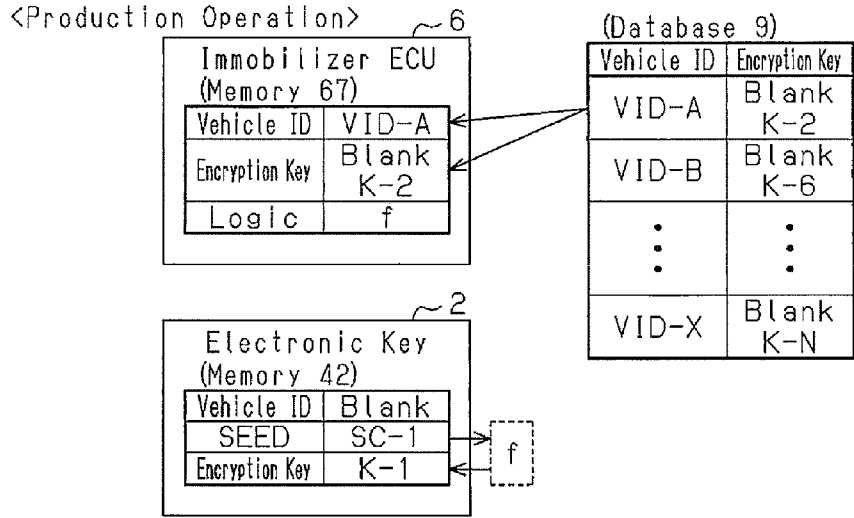 <Production Operation>
6
Immobilizer ECU
(Memory 67)
Vehicle ID VID-A
Encryption Key Blank
K-2
Logic f
(Database 9)
Vehicle ID Encryption Key
VID-A Blank
K-2
VID-B Blank
K-6
VID-X Blank
K-N
2
Electronic Key
(Memory 42)
Vehicle ID Blank
SEED SC-1
Encryption Key K-1
f